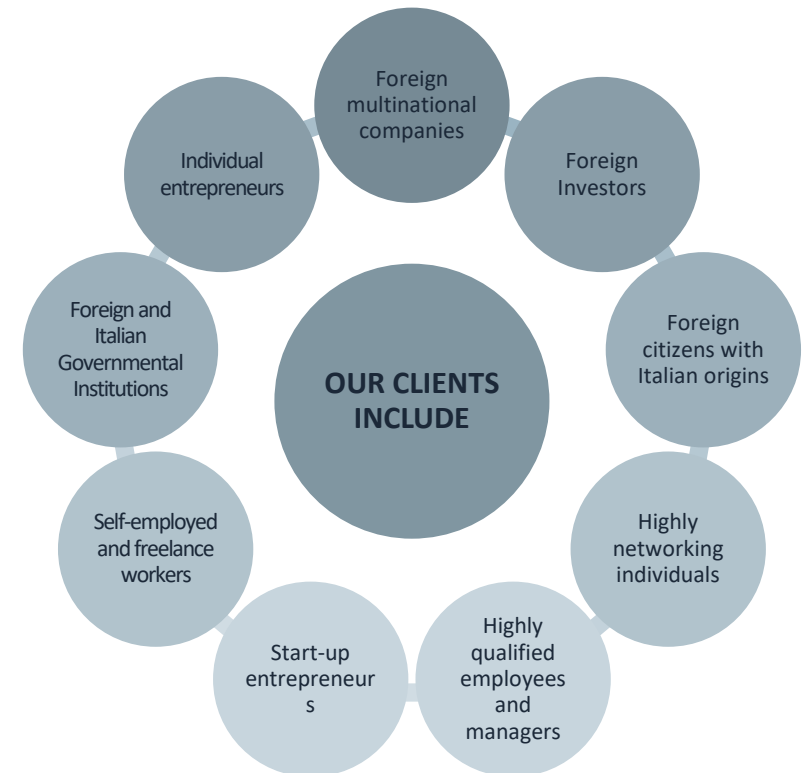 Foreign
multinational
companies
Foreign
Investors
Foreign
citizens with
Italian origins
Highly
networking
individuals
Highly
qualified
employees
and
managers
Start-up
entrepreneur
s
Self-employed
and freelance
workers
Foreign and
Italian
Governmental
Institutions
Individual
entrepreneurs
OUR CLIENTS
INCLUDE